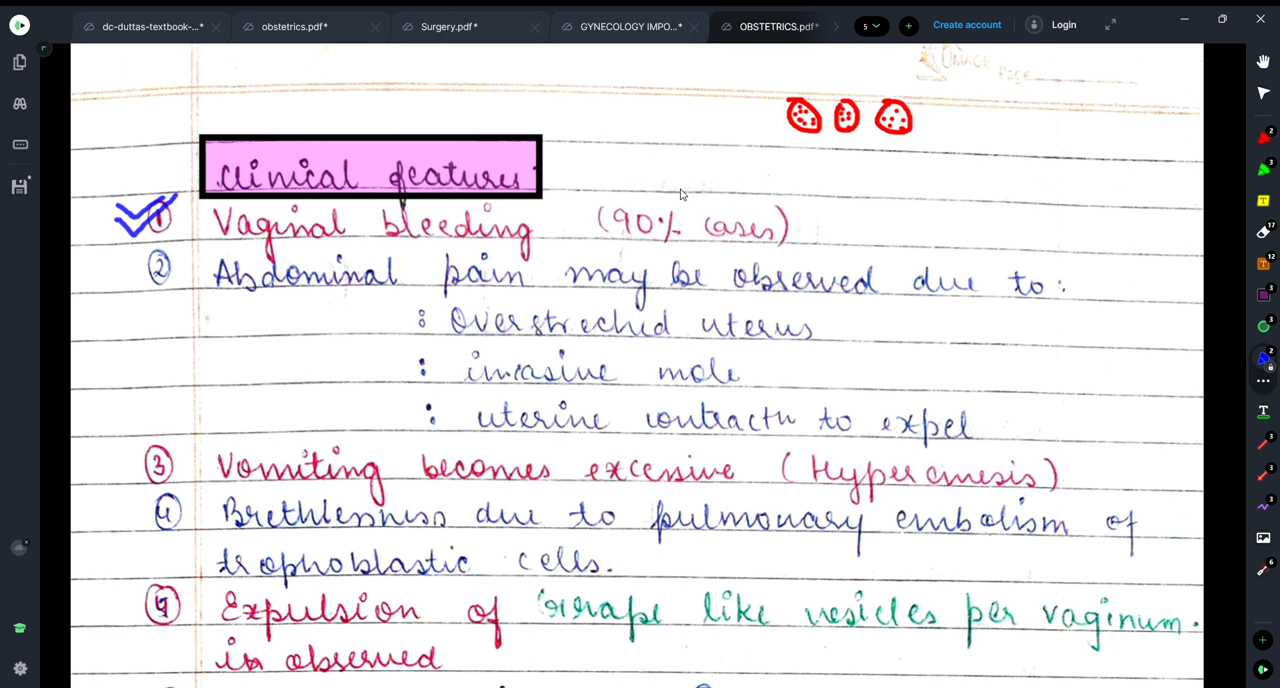 dc-duttas-textbook-...*
obstetrics.pdf*
Surgery.pdf*
GYNECOLOGY IMPO...*
OBSTETRICS.pdf*
5
Create account
Login
Page
Clinical features
① Vaginal bleeding (90% cases)
② Abdominal pain may be observed due to:
: Overstreched uterus
: invasive mole
: uterine contractn to expel
③ Vomiting becomes excessive (Hyperemesis)
④ Brethlessness due to pulmonary embolism of
trophoblastic cells.
Expulsion of grape like vesicles per vaginum.
is observed